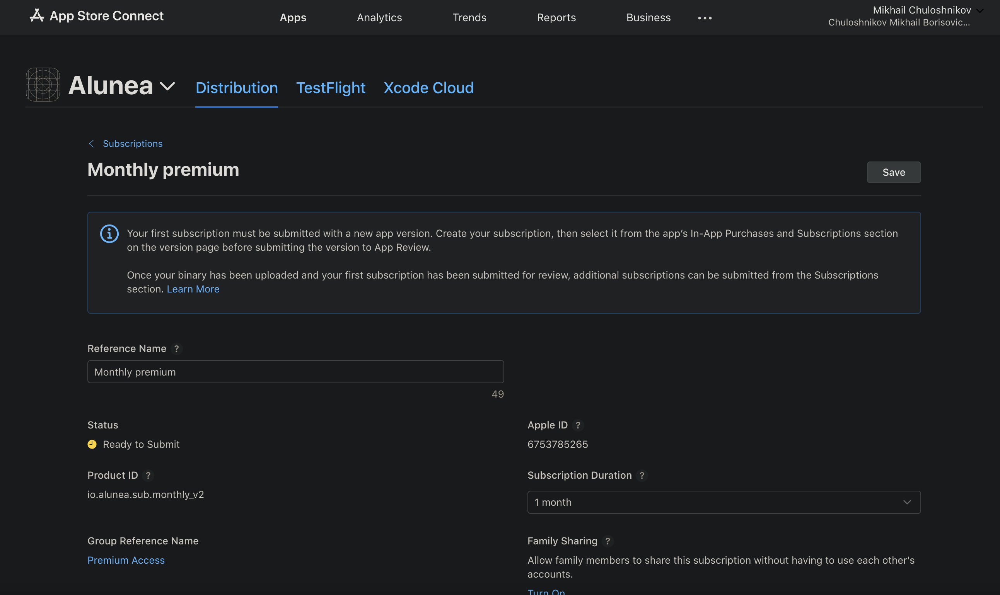 App Store Connect
Apps
Analytics
Trends
Reports
Business
Mikhail Chuloshnikov
Chuloshnikov Mikhail Borisovic...
Alunea
Distribution
TestFlight
Xcode Cloud
Subscriptions
Monthly premium
Save
Your first subscription must be submitted with a new app version. Create your subscription, then select it from the app’s In-App Purchases and Subscriptions section
on the version page before submitting the version to App Review.
Once your binary has been uploaded and your first subscription has been submitted for review, additional subscriptions can be submitted from the Subscriptions
section. Learn More
Reference Name ?
Monthly premium
49
Status
Ready to Submit
Apple ID ?
6753785265
Product ID ?
io.alunea.sub.monthly_v2
Subscription Duration ?
1 month
Group Reference Name
Premium Access
Family Sharing ?
Allow family members to share this subscription without having to use each other's
accounts.
Turn On